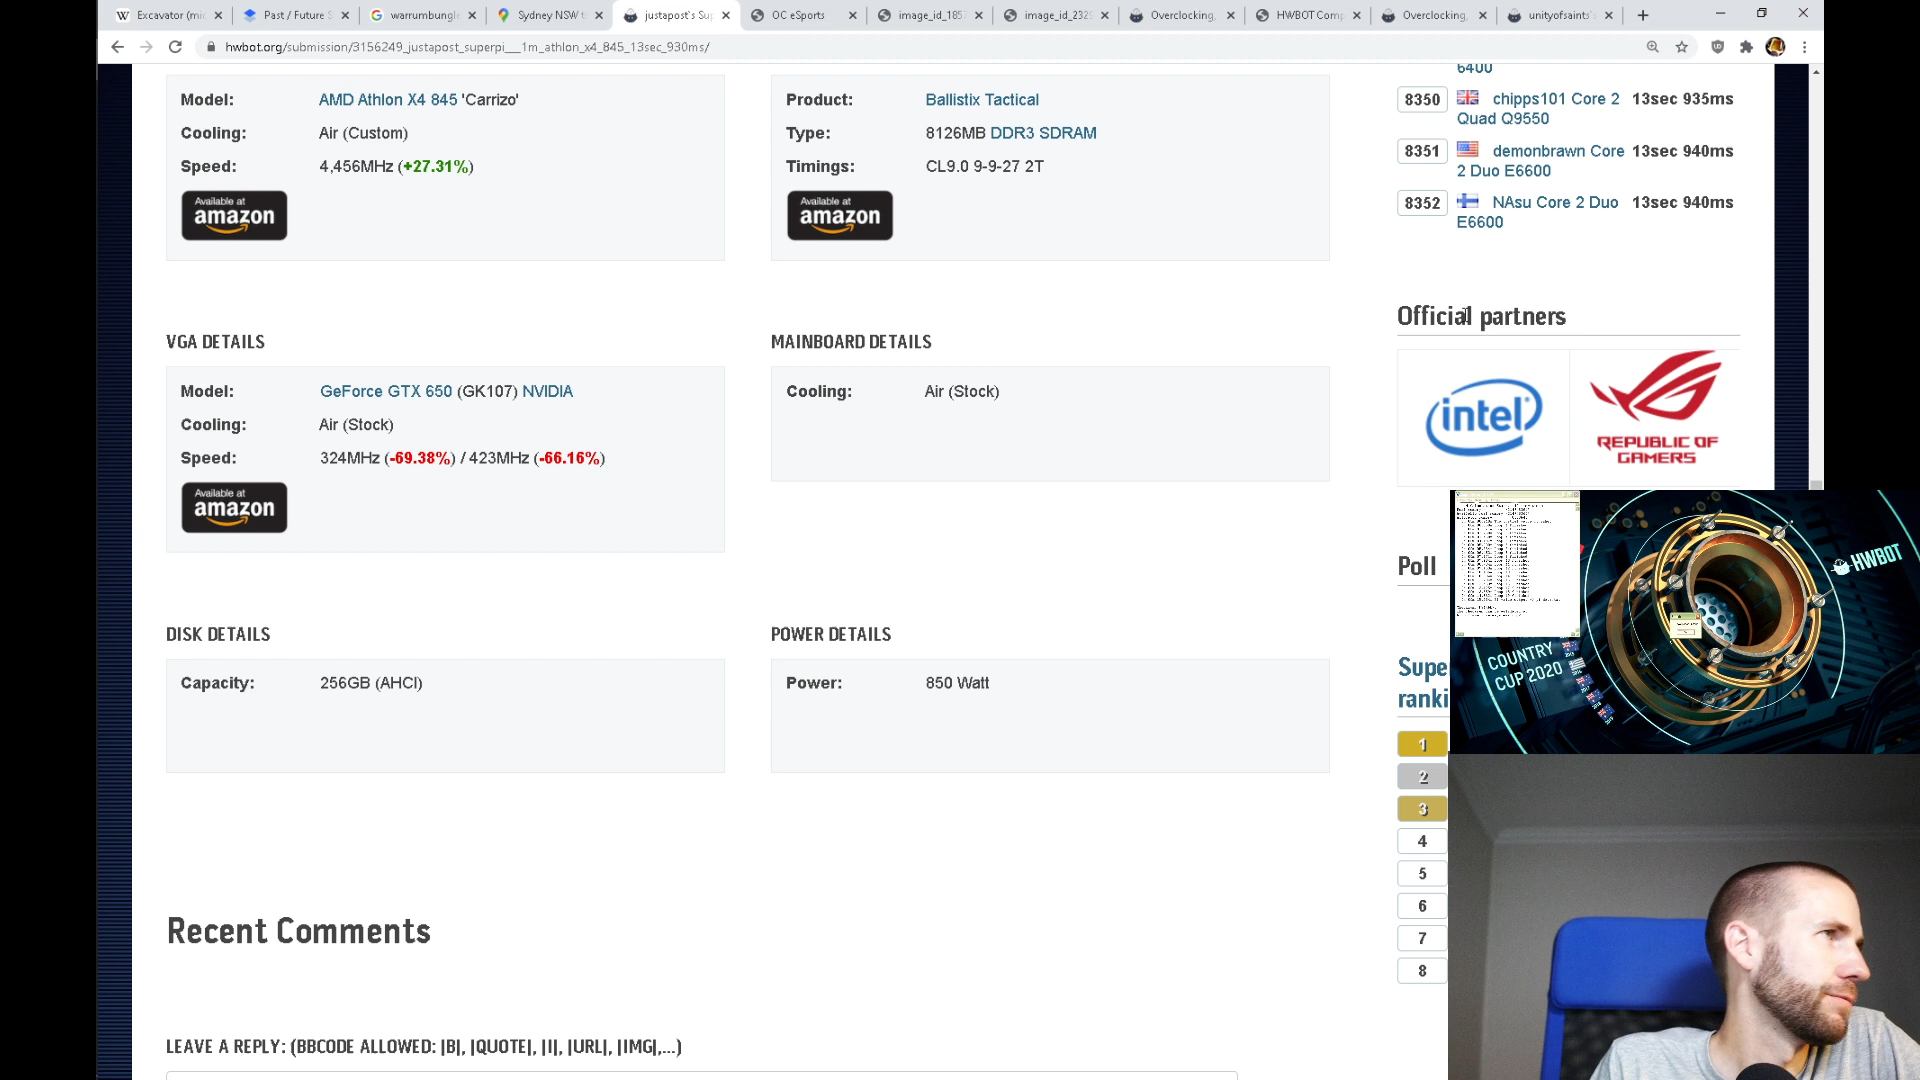 Excavator (mi
Past / Future S
warrumbungl
Sydney NSW t
justapost`s Su
OC eSports
image_id_185
image_id_232
Overclocking,
HWBOT Comp
Overclocking,
unityofsaints`
hwbot.org/submission/3156249_justapost_superpi___1m_athlon_x4_845_13sec_930ms/
Model: AMD Athlon X4 845 'Carrizo'
Cooling: Air (Custom)
Speed: 4,456MHz (+27.31%)
Available at
amazon
Product: Ballistix Tactical
Type: 8126MB DDR3 SDRAM
Timings: CL9.0 9-9-27 2T
Available at
amazon
6400
8350 chipps101 Core 2 13sec 935ms
Quad Q9550
8351 demonbrawn Core 13sec 940ms
2 Duo E6600
8352 NAsu Core 2 Duo 13sec 940ms
E6600
Official partners
intel
REPUBLIC OF
GAMERS
VGA DETAILS
Model: GeForce GTX 650 (GK107) NVIDIA
Cooling: Air (Stock)
Speed: 324MHz (-69.38%) / 423MHz (-66.16%)
Available at
amazon
MAINBOARD DETAILS
Cooling: Air (Stock)
Poll
HWBOT
COUNTRY
CUP 2020
DISK DETAILS
Capacity: 256GB (AHCI)
POWER DETAILS
Power: 850 Watt
Supe
ranki
1
2
3
4
5
6
7
8
Recent Comments
LEAVE A REPLY: (BBCODE ALLOWED: |B|, |QUOTE|, |I|, |URL|, |IMG|,...)